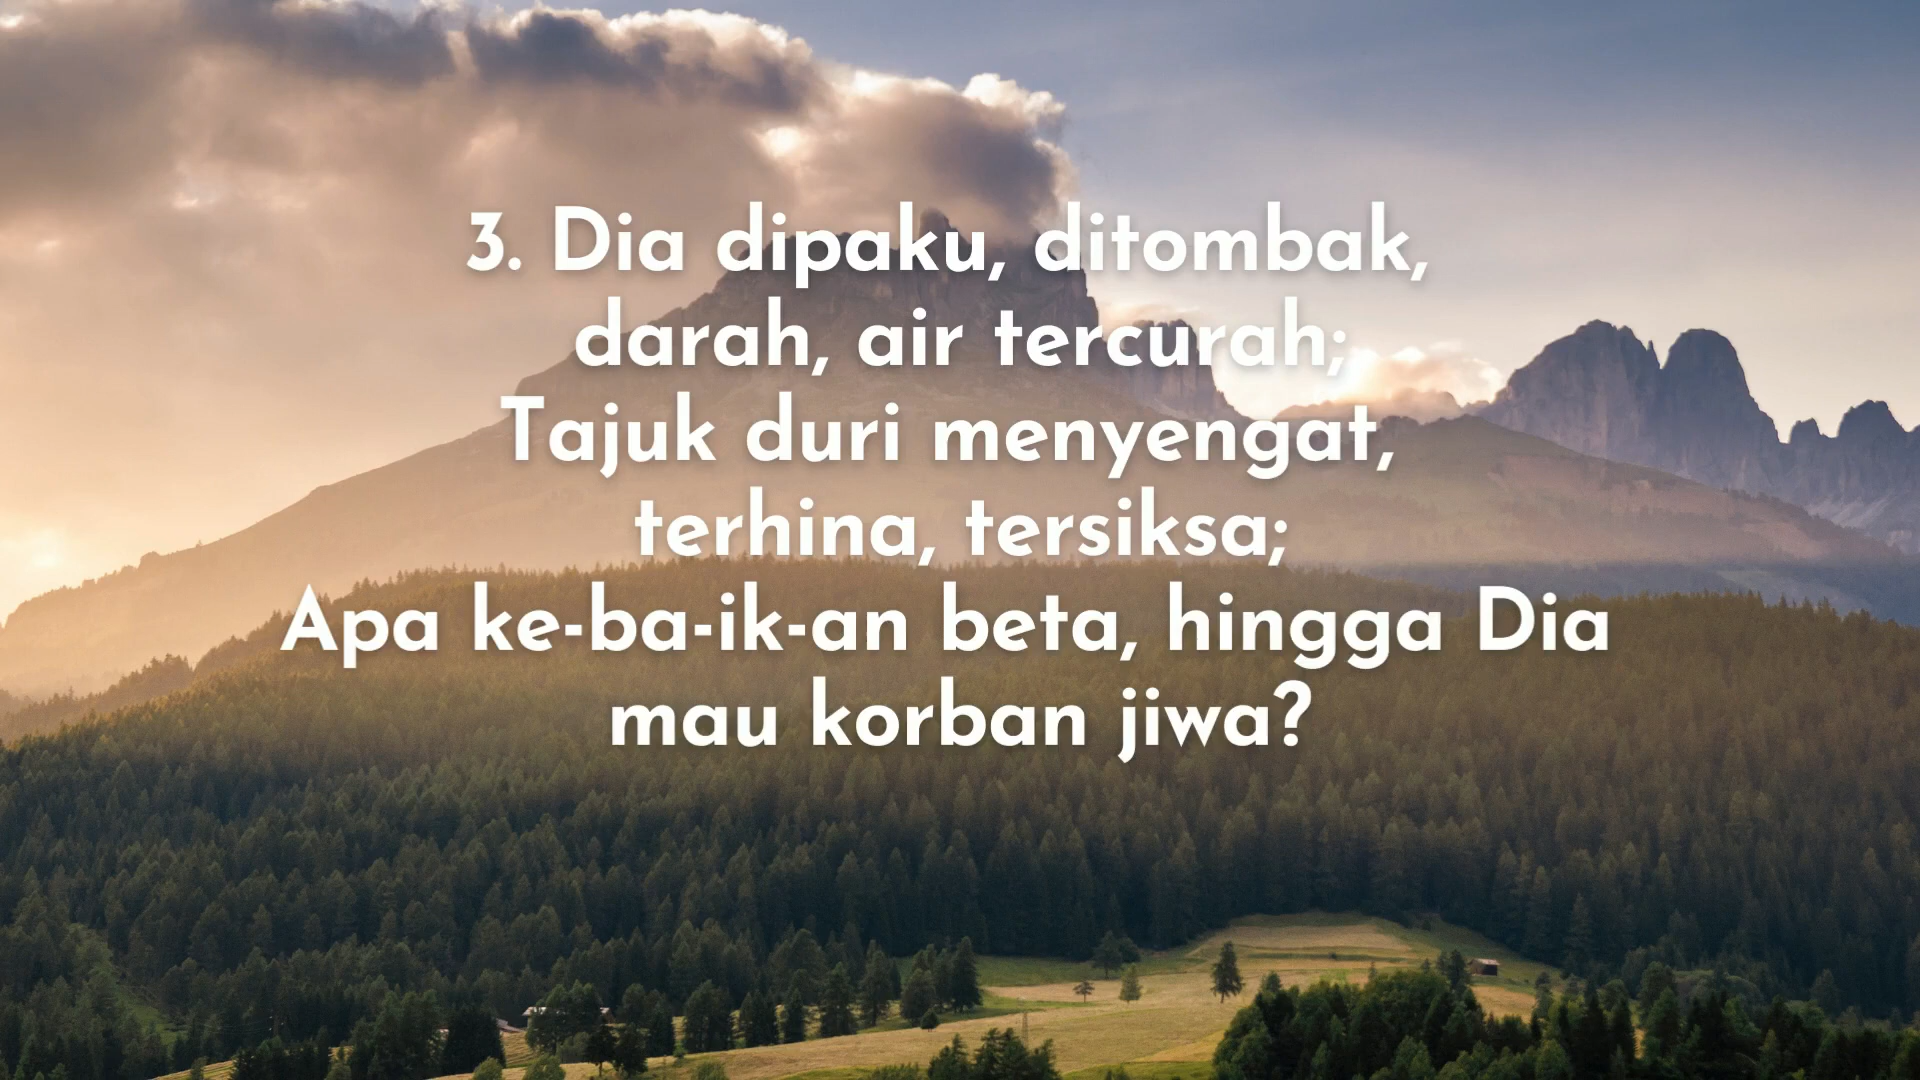 3. Dia dipaku, ditombak,
darah, air tercurah;
Tajuk duri menyengat,
terhina, tersiksa;
Apa ke-ba-ik-an beta, hingga Dia
mau korban jiwa?